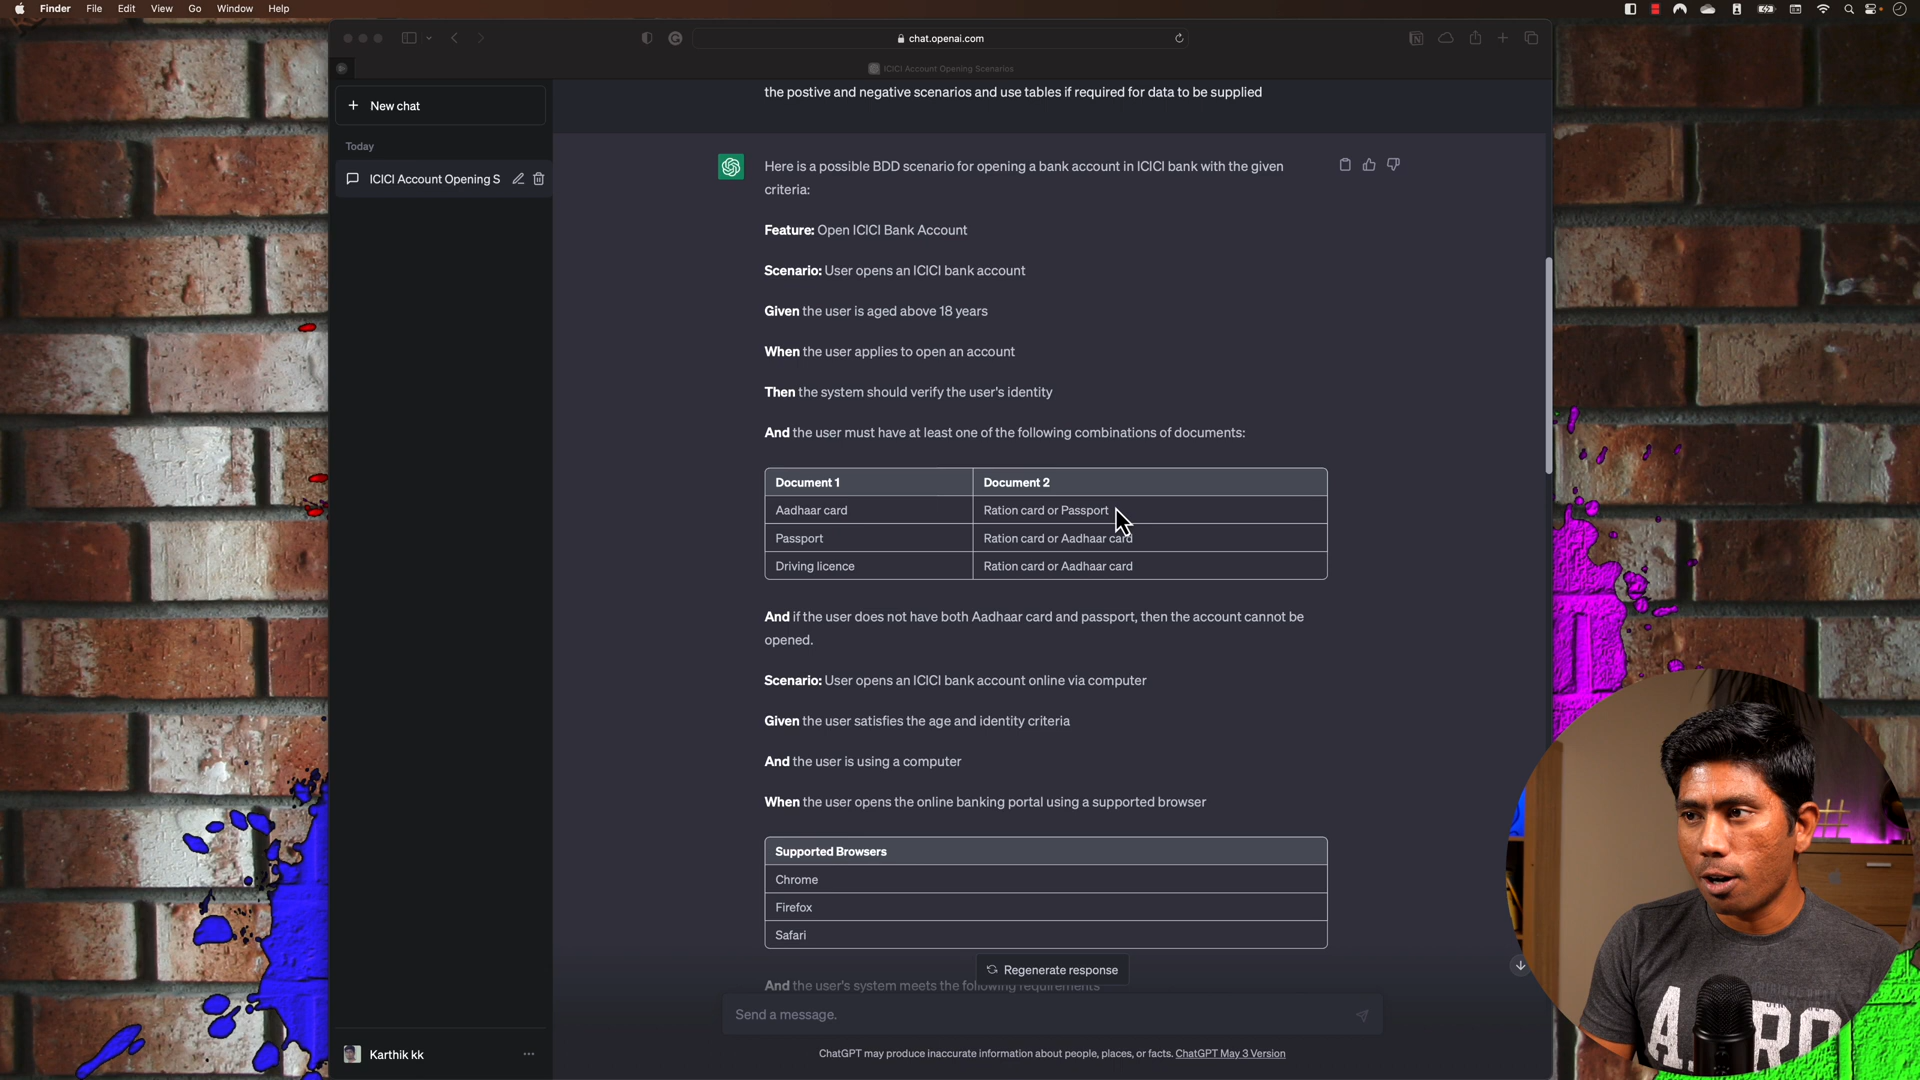 Finder File Edit View Go Window Help
chat.openai.com
ICICI Account Opening Scenarios
New chat
Today
ICICI Account Opening S
the postive and negative scenarios and use tables if required for data to be supplied
Here is a possible BDD scenario for opening a bank account in ICICI bank with the given
criteria:
Feature: Open ICICI Bank Account
Scenario: User opens an ICICI bank account
Given the user is aged above 18 years
When the user applies to open an account
Then the system should verify the user's identity
And the user must have at least one of the following combinations of documents:
Document 1 Document 2
Aadhaar card Ration card or Passport
Passport Ration card or Aadhaar card
Driving licence Ration card or Aadhaar card
And if the user does not have both Aadhaar card and passport, then the account cannot be
opened.
Scenario: User opens an ICICI bank account online via computer
Given the user satisfies the age and identity criteria
And the user is using a computer
When the user opens the online banking portal using a supported browser
Supported Browsers
Chrome
Firefox
Safari
Regenerate response
And the user's system meets the following requirements
Send a message.
ChatGPT may produce inaccurate information about people, places, or facts. ChatGPT May 3 Version
Karthik kk